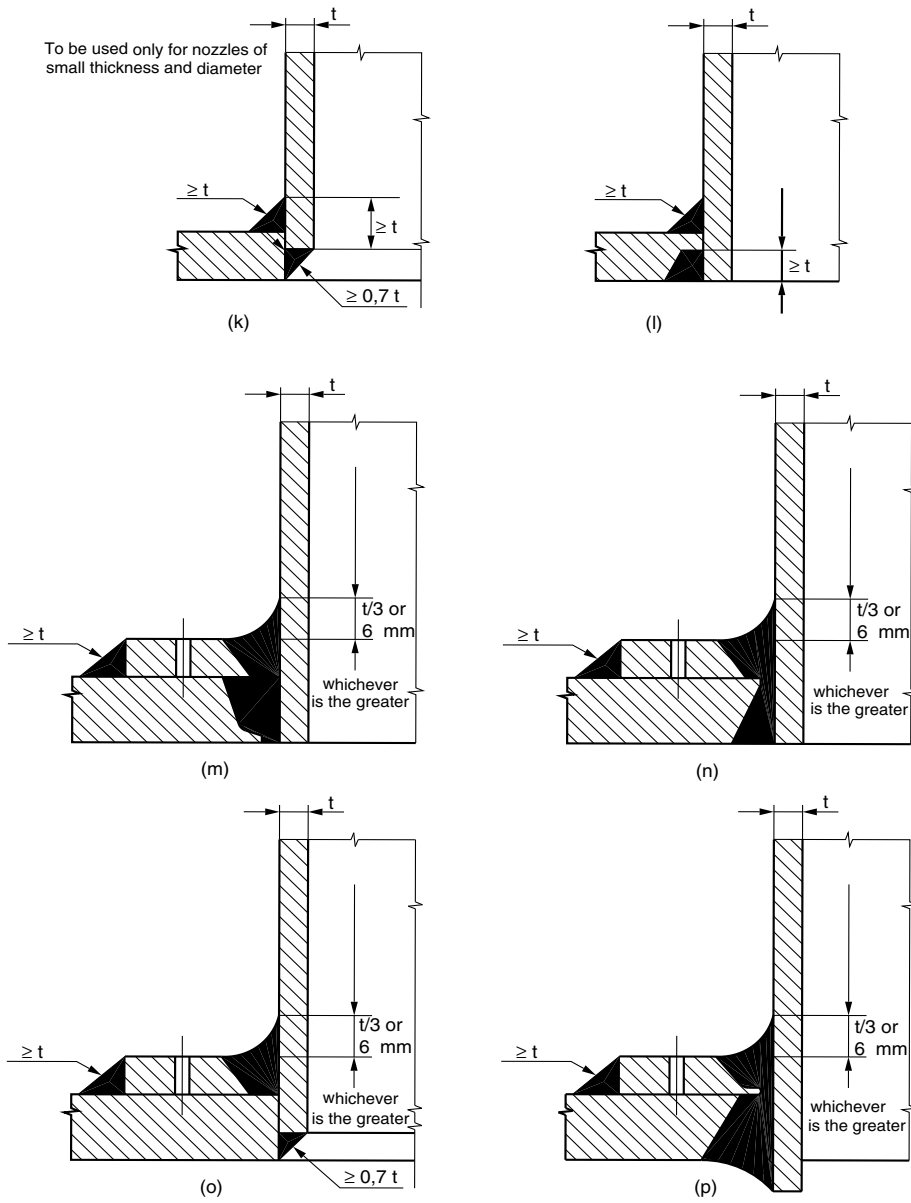 t
To be used only for nozzles of
small thickness and diameter
≥ t
≥ t
≥ 0,7 t
(k)
t
≥ t
≥ t
(l)
t
t/3 or
6 mm
≥ t
whichever
is the greater
(m)
t
t/3 or
6 mm
≥ t
whichever
is the greater
(n)
t
t/3 or
6 mm
≥ t
whichever
is the greater
≥ 0,7 t
(o)
t
t/3 or
6 mm
≥ t
whichever
is the greater
(p)